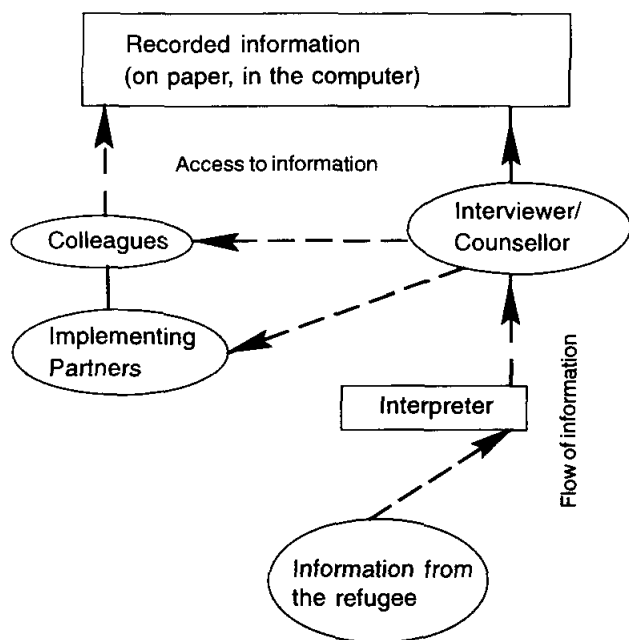 Recorded information
(on paper, in the computer)
Access to information
Colleagues
Interviewer/
Counsellor
Implementing
Partners
Interpreter
Flow of information
Information from
the refugee